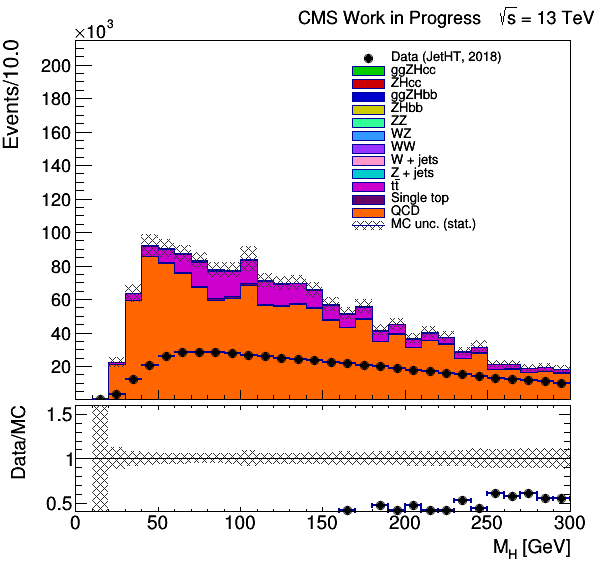 CMS Work in Progress √s = 13 TeV
×10³
Events/10.0
200
180
160
140
120
100
80
60
40
20
Data (JetHT, 2018)
ggZHcc
ZHcc
ggZHbb
ZHbb
ZZ
WZ
WW
W + jets
Z + jets
tt̄
Single top
QCD
MC unc. (stat.)
Data/MC
1.5
1
0.5
0 50 100 150 200 250 300
M_H [GeV]